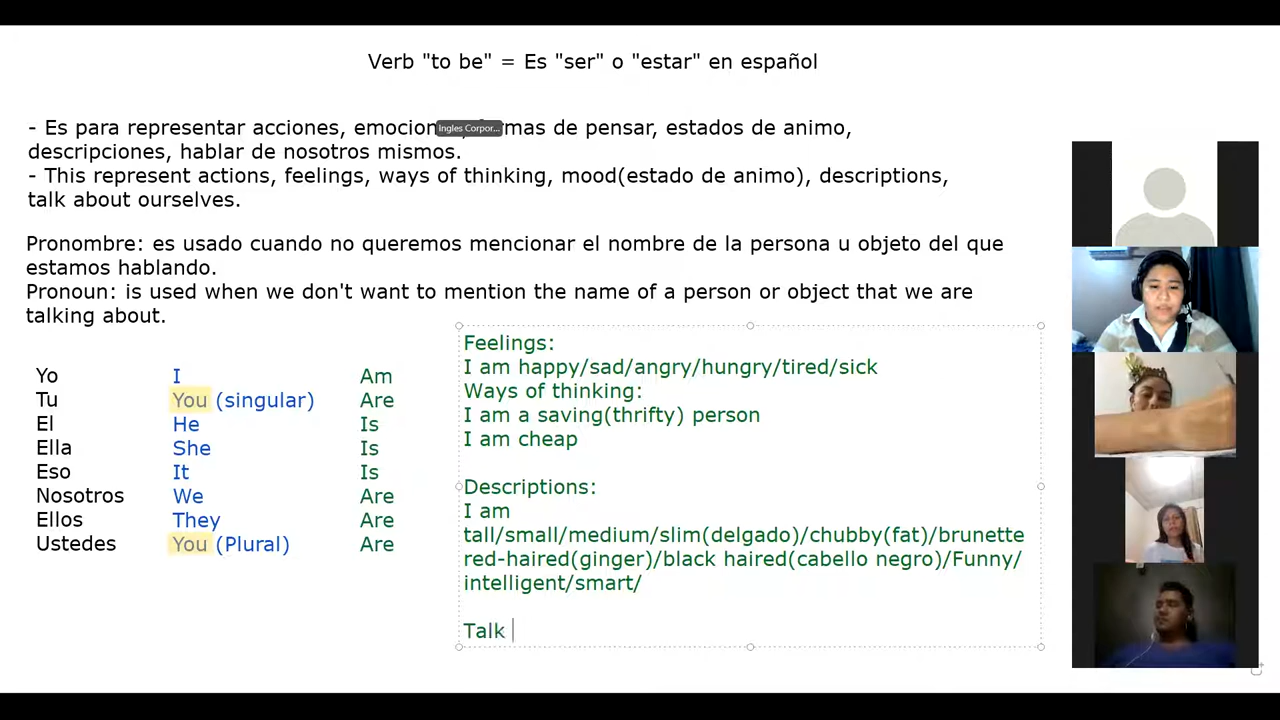 Verb "to be" = Es "ser" o "estar" en español
- Es para representar acciones, emocion mas de pensar, estados de animo,
Ingles Corpor...
descripciones, hablar de nosotros mismos.
- This represent actions, feelings, ways of thinking, mood(estado de animo), descriptions,
talk about ourselves.
Pronombre: es usado cuando no queremos mencionar el nombre de la persona u objeto del que
estamos hablando.
Pronoun: is used when we don't want to mention the name of a person or object that we are
talking about.
Yo I Am
Tu You (singular) Are
El He Is
Ella She Is
Eso It Is
Nosotros We Are
Ellos They Are
Ustedes You (Plural) Are
Feelings:
I am happy/sad/angry/hungry/tired/sick
Ways of thinking:
I am a saving(thrifty) person
I am cheap
Descriptions:
I am
tall/small/medium/slim(delgado)/chubby(fat)/brunette
red-haired(ginger)/black haired(cabello negro)/Funny/
intelligent/smart/
Talk